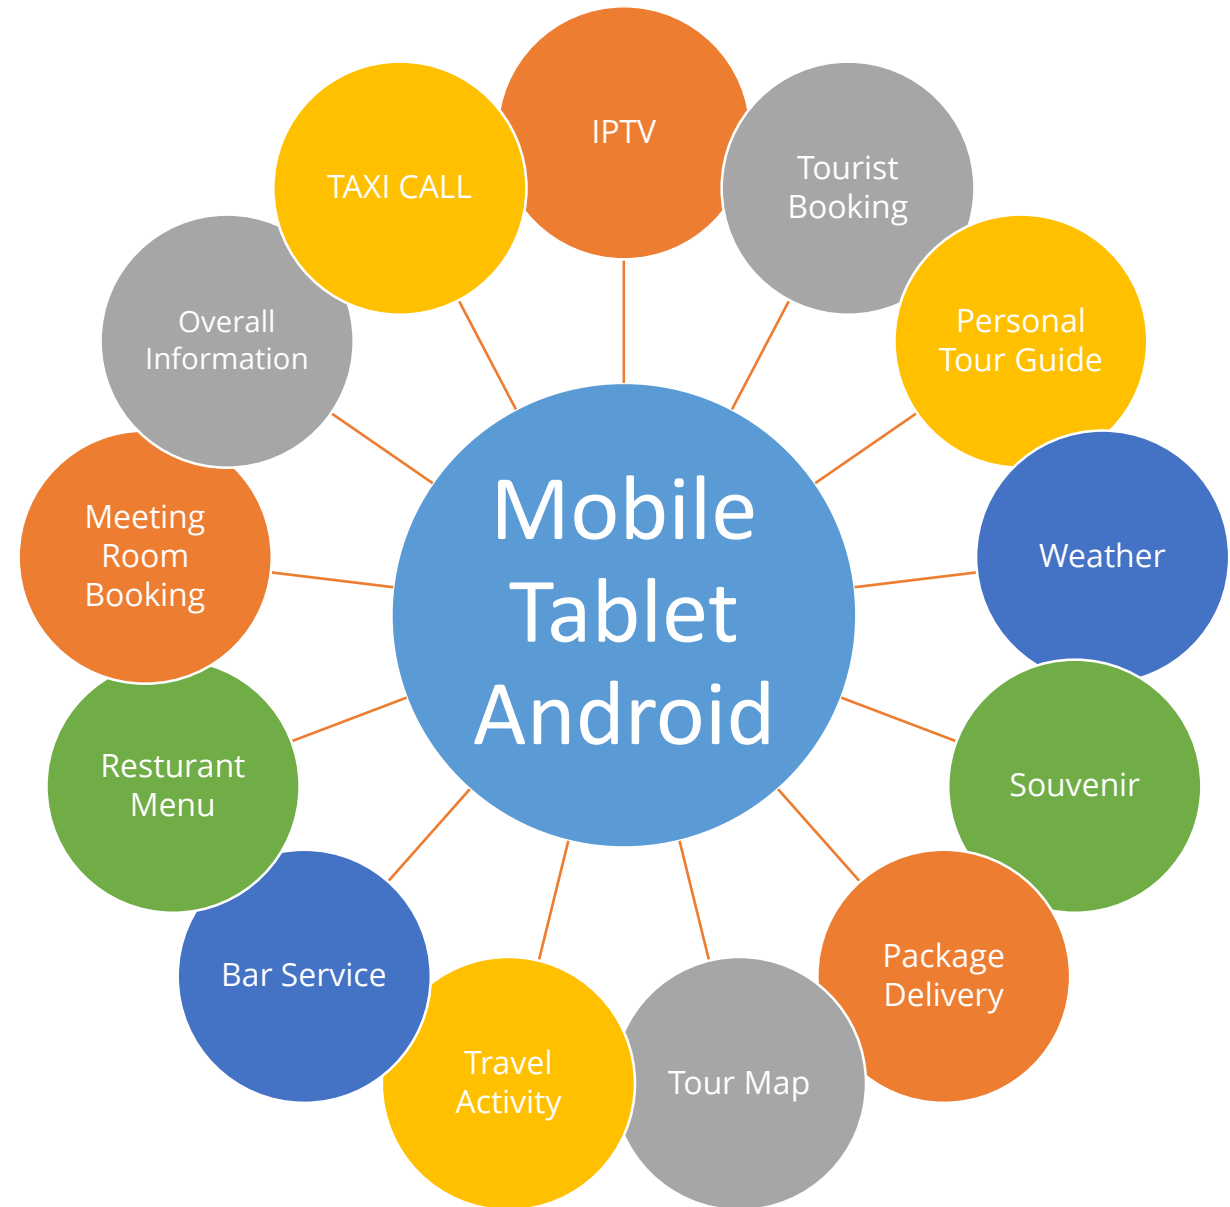 IPTV
Tourist
Booking
Personal
Tour Guide
Weather
Souvenir
Package
Delivery
Tour Map
Travel
Activity
Bar Service
Resturant
Menu
Meeting
Room
Booking
Overall
Information
TAXI CALL
Mobile
Tablet
Android